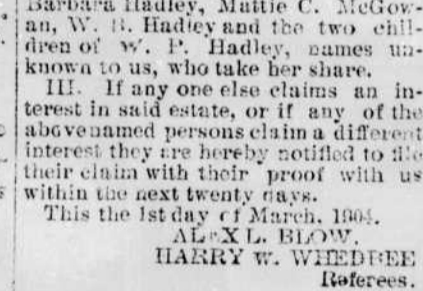 Barbara Hadley, Mattie C. McGow-
an, W. B. Hadley and the two chil-
dren of W. P. Hadley, names un-
known to us, who take her share.
III. If any one else claims an in-
terest in said estate, or if any of the
abovenamed persons claim a different
interest they are hereby notified to file
their claim with their proof with us
within the next twenty days.
This the 1st day of March, 1904.
ALEX L. BLOW,
HARRY W. WHEDBEE
Referees.